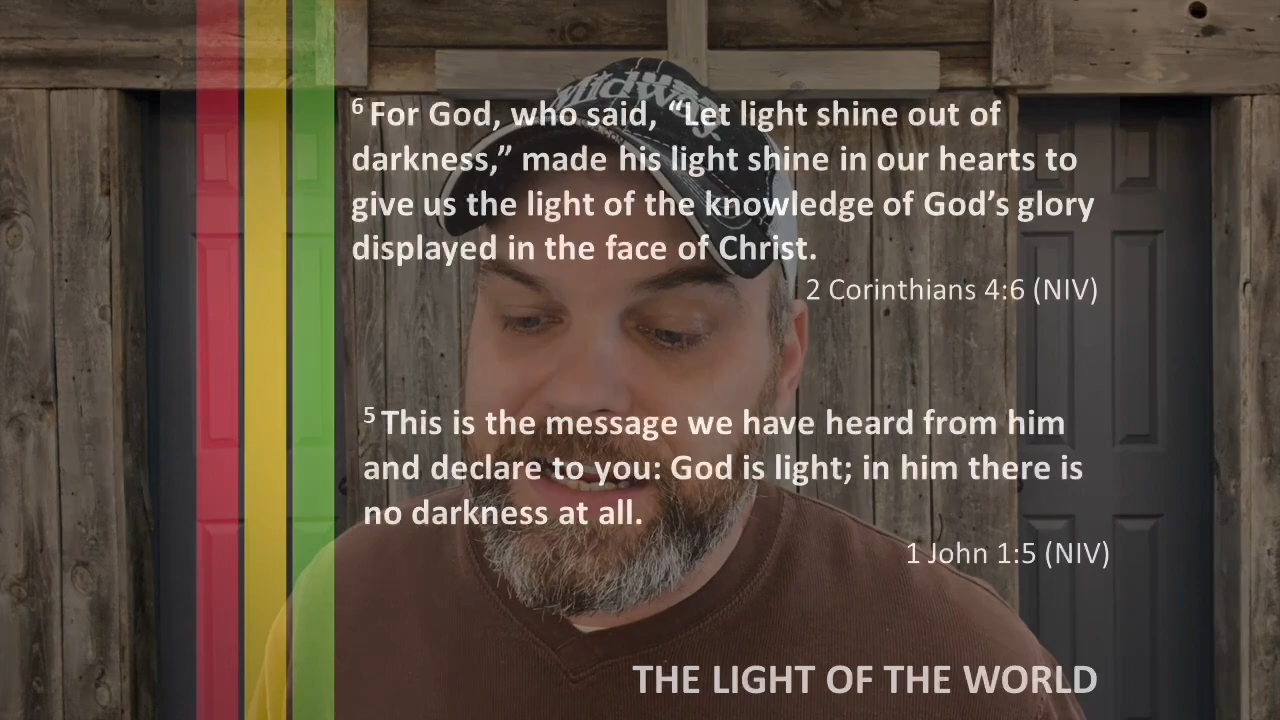 Midway
⁶ For God, who said, “Let light shine out of
darkness,” made his light shine in our hearts to
give us the light of the knowledge of God’s glory
displayed in the face of Christ.
2 Corinthians 4:6 (NIV)
⁵ This is the message we have heard from him
and declare to you: God is light; in him there is
no darkness at all.
1 John 1:5 (NIV)
THE LIGHT OF THE WORLD